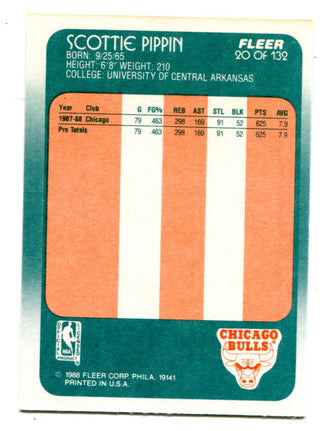 SCOTTIE PIPPIN
FLEER
BORN: 9/25/65
20 OF 132
HEIGHT: 6'8" WEIGHT: 210
COLLEGE: UNIVERSITY OF CENTRAL ARKANSAS
Year Club G FG% REB AST STL BLK PTS AVG
1987-88 Chicago 79 .463 298 169 91 52 625 7.9
Pro Totals 79 .463 298 169 91 52 625 7.9
NBA
CHICAGO
BULLS
© 1988 FLEER CORP. PHILA. 19141
PRINTED IN U.S.A.